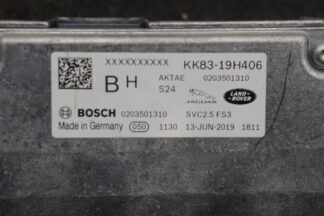 XXXXXXXXXX KK83-19H406
B H AKTAE 0203501310
S24 JAGUAR LAND-ROVER
BOSCH 0203501310 SVC2.5 FS3
Made in Germany 050 1130 13-JUN-2019 1811